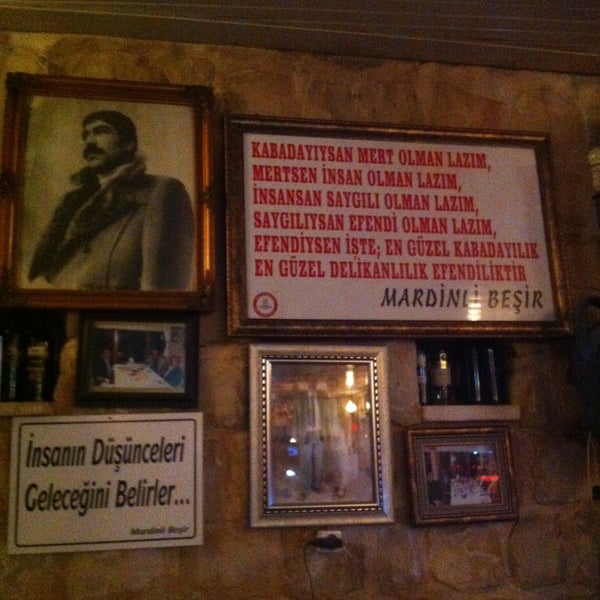 KABADAYIYSAN MERT OLMAN LAZIM,
MERTSEN İNSAN OLMAN LAZIM,
İNSANSAN SAYGILI OLMAN LAZIM,
SAYGILIYSAN EFENDİ OLMAN LAZIM,
EFENDİYSEN İSTE; EN GÜZEL KABADAYILIK
EN GÜZEL DELİKANLILIK EFENDİLİKTİR
MARDİNLİ BEŞİR
İnsanın Düşünceleri
Geleceğini Belirler...
Mardinli Beşir